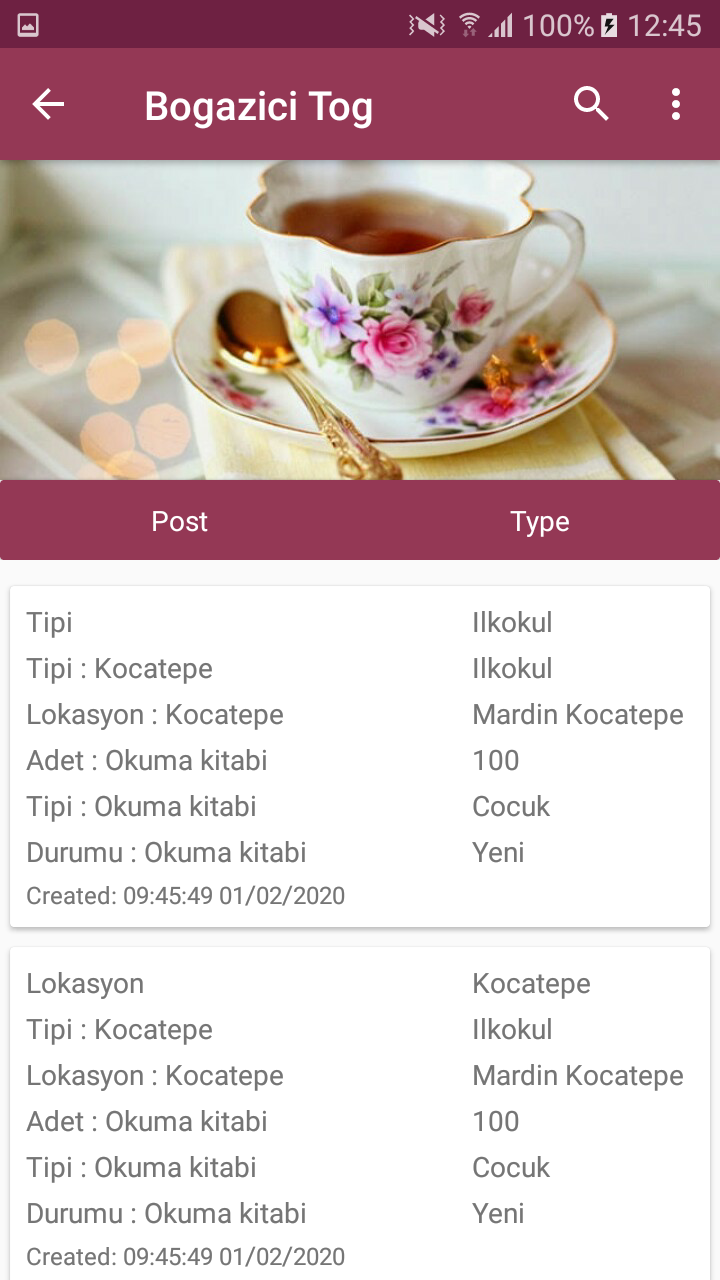 100% 12:45
Bogazici Tog
Post Type
Tipi Ilkokul
Tipi : Kocatepe Ilkokul
Lokasyon : Kocatepe Mardin Kocatepe
Adet : Okuma kitabi 100
Tipi : Okuma kitabi Cocuk
Durumu : Okuma kitabi Yeni
Created: 09:45:49 01/02/2020
Lokasyon Kocatepe
Tipi : Kocatepe Ilkokul
Lokasyon : Kocatepe Mardin Kocatepe
Adet : Okuma kitabi 100
Tipi : Okuma kitabi Cocuk
Durumu : Okuma kitabi Yeni
Created: 09:45:49 01/02/2020